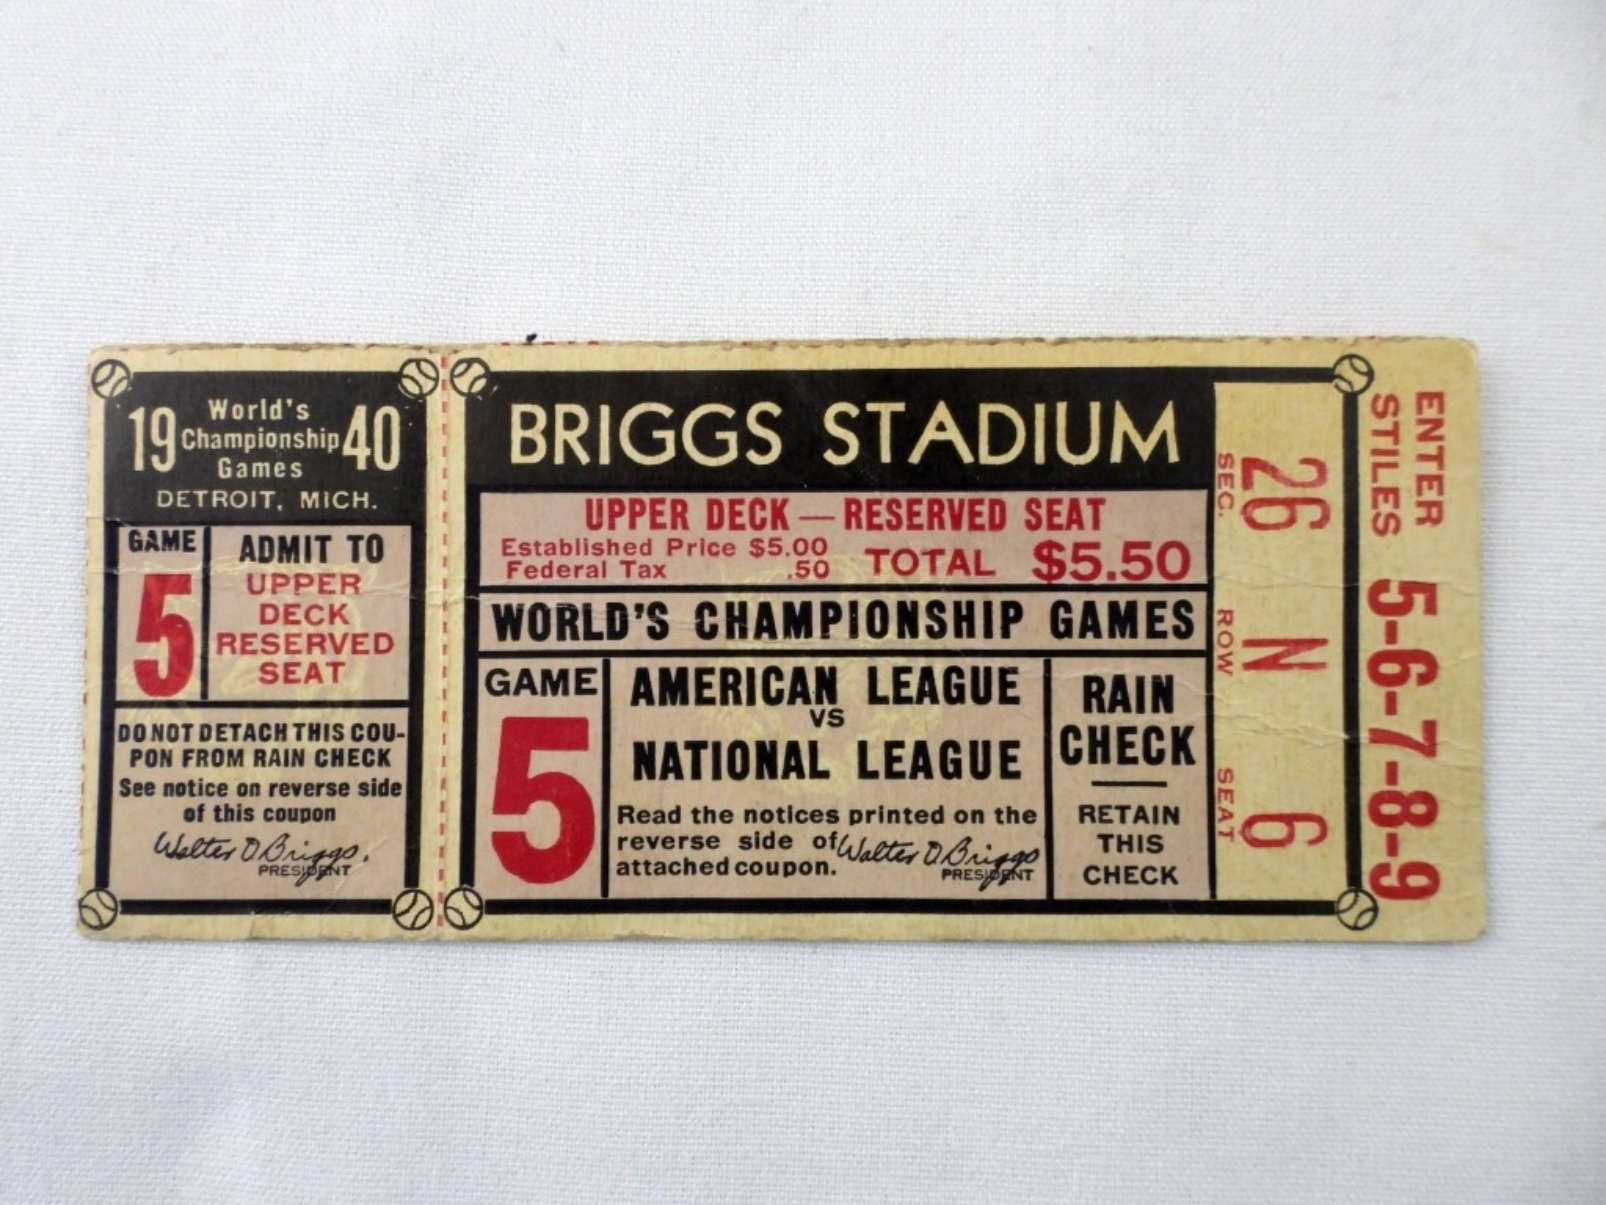 19 World's 40
Championship
Games
DETROIT, MICH.
GAME
5
ADMIT TO
UPPER
DECK
RESERVED
SEAT
DO NOT DETACH THIS COU-
PON FROM RAIN CHECK
See notice on reverse side
of this coupon
Walter O Briggs.
PRESIDENT
BRIGGS STADIUM
UPPER DECK — RESERVED SEAT
Established Price $5.00
Federal Tax .50
TOTAL $5.50
WORLD'S CHAMPIONSHIP GAMES
GAME
5
AMERICAN LEAGUE
VS
NATIONAL LEAGUE
Read the notices printed on the
reverse side of
attached coupon.
Walter O Briggs
PRESIDENT
RAIN
CHECK
RETAIN
THIS
CHECK
SEC. 26
ROW N
SEAT 6
ENTER
STILES 5-6-7-8-9